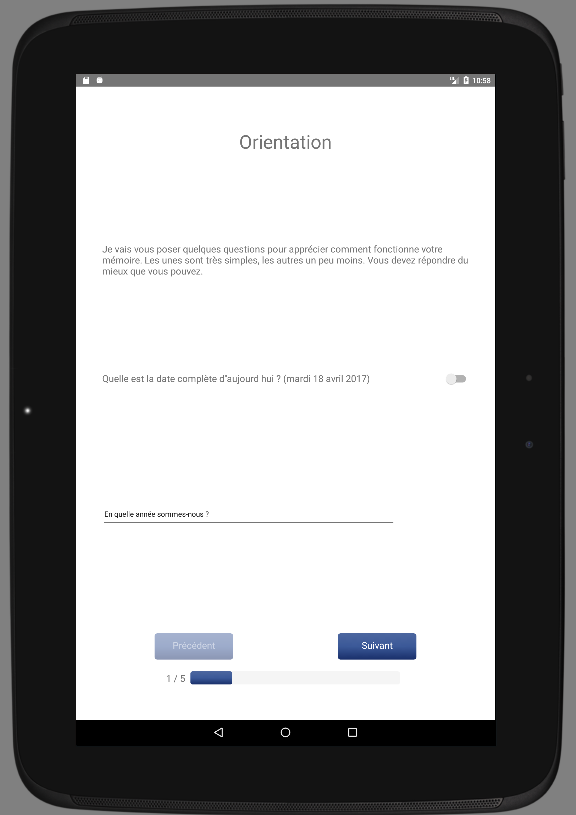 10:58
Orientation
Je vais vous poser quelques questions pour apprécier comment fonctionne votre
mémoire. Les unes sont très simples, les autres un peu moins. Vous devez répondre du
mieux que vous pouvez.
Quelle est la date complète d"aujourd hui ? (mardi 18 avril 2017)
En quelle année sommes-nous ?
Précédent
Suivant
1 / 5